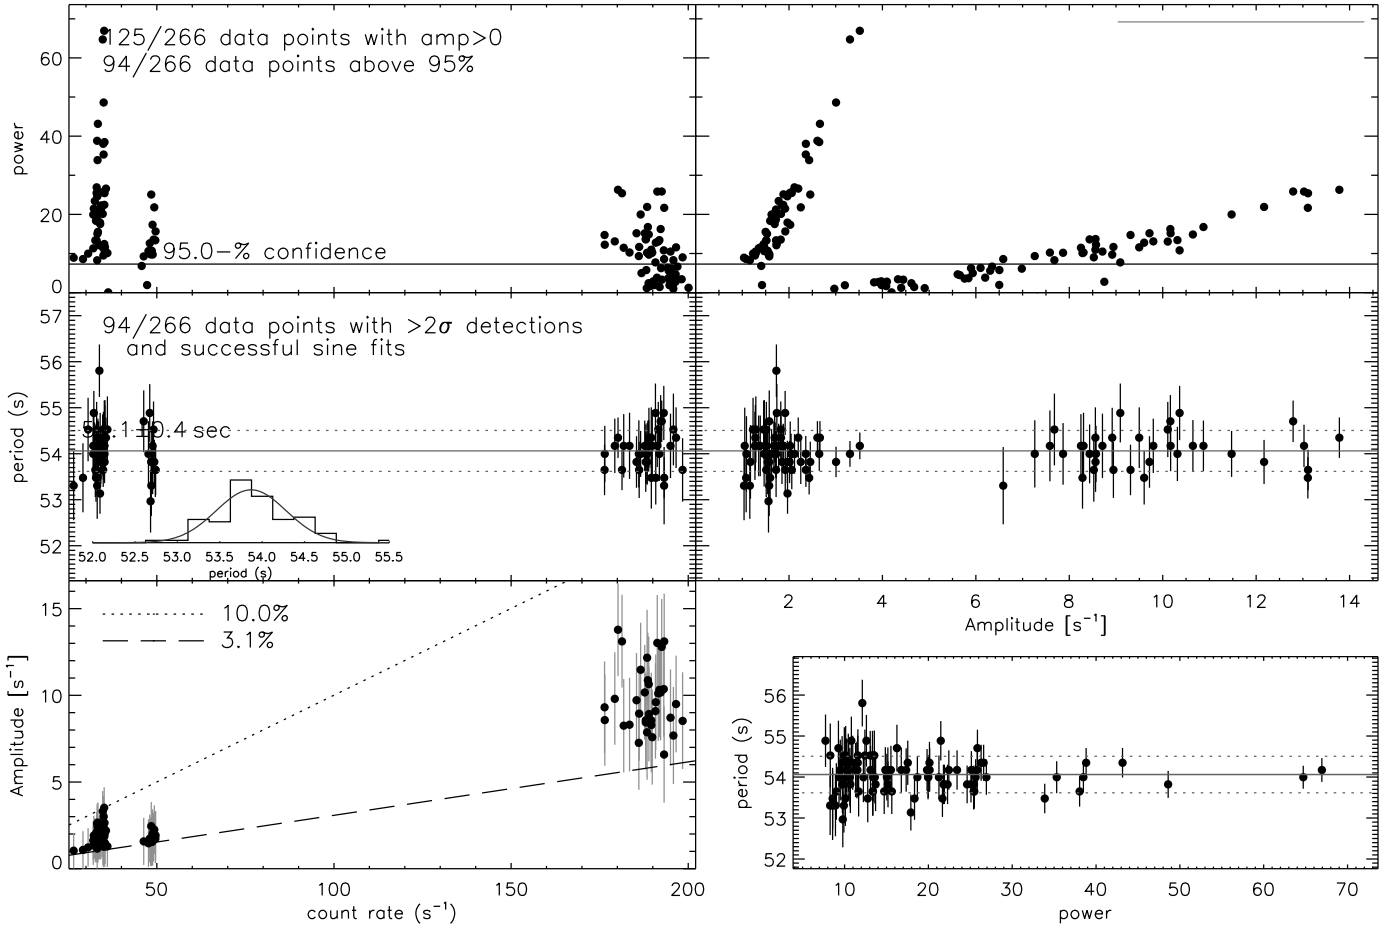 125/266 data points with amp>0
94/266 data points above 95%
95.0-% confidence
power
60
40
20
0
94/266 data points with >2σ detections
and successful sine fits
.1±0.4 sec
period (s)
57
56
55
54
53
52
52.0 52.5 53.0 53.5 54.0 54.5 55.0 55.5
period (s)
2 4 6 8 10 12 14
Amplitude [s⁻¹]
10.0%
3.1%
Amplitude [s⁻¹]
15
10
5
0
50 100 150 200
count rate (s⁻¹)
period (s)
56
55
54
53
52
10 20 30 40 50 60 70
power